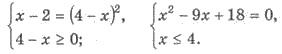 {x − 2 = (4 − x)², {x² − 9x + 18 = 0,
4 − x ≥ 0; x ≤ 4.